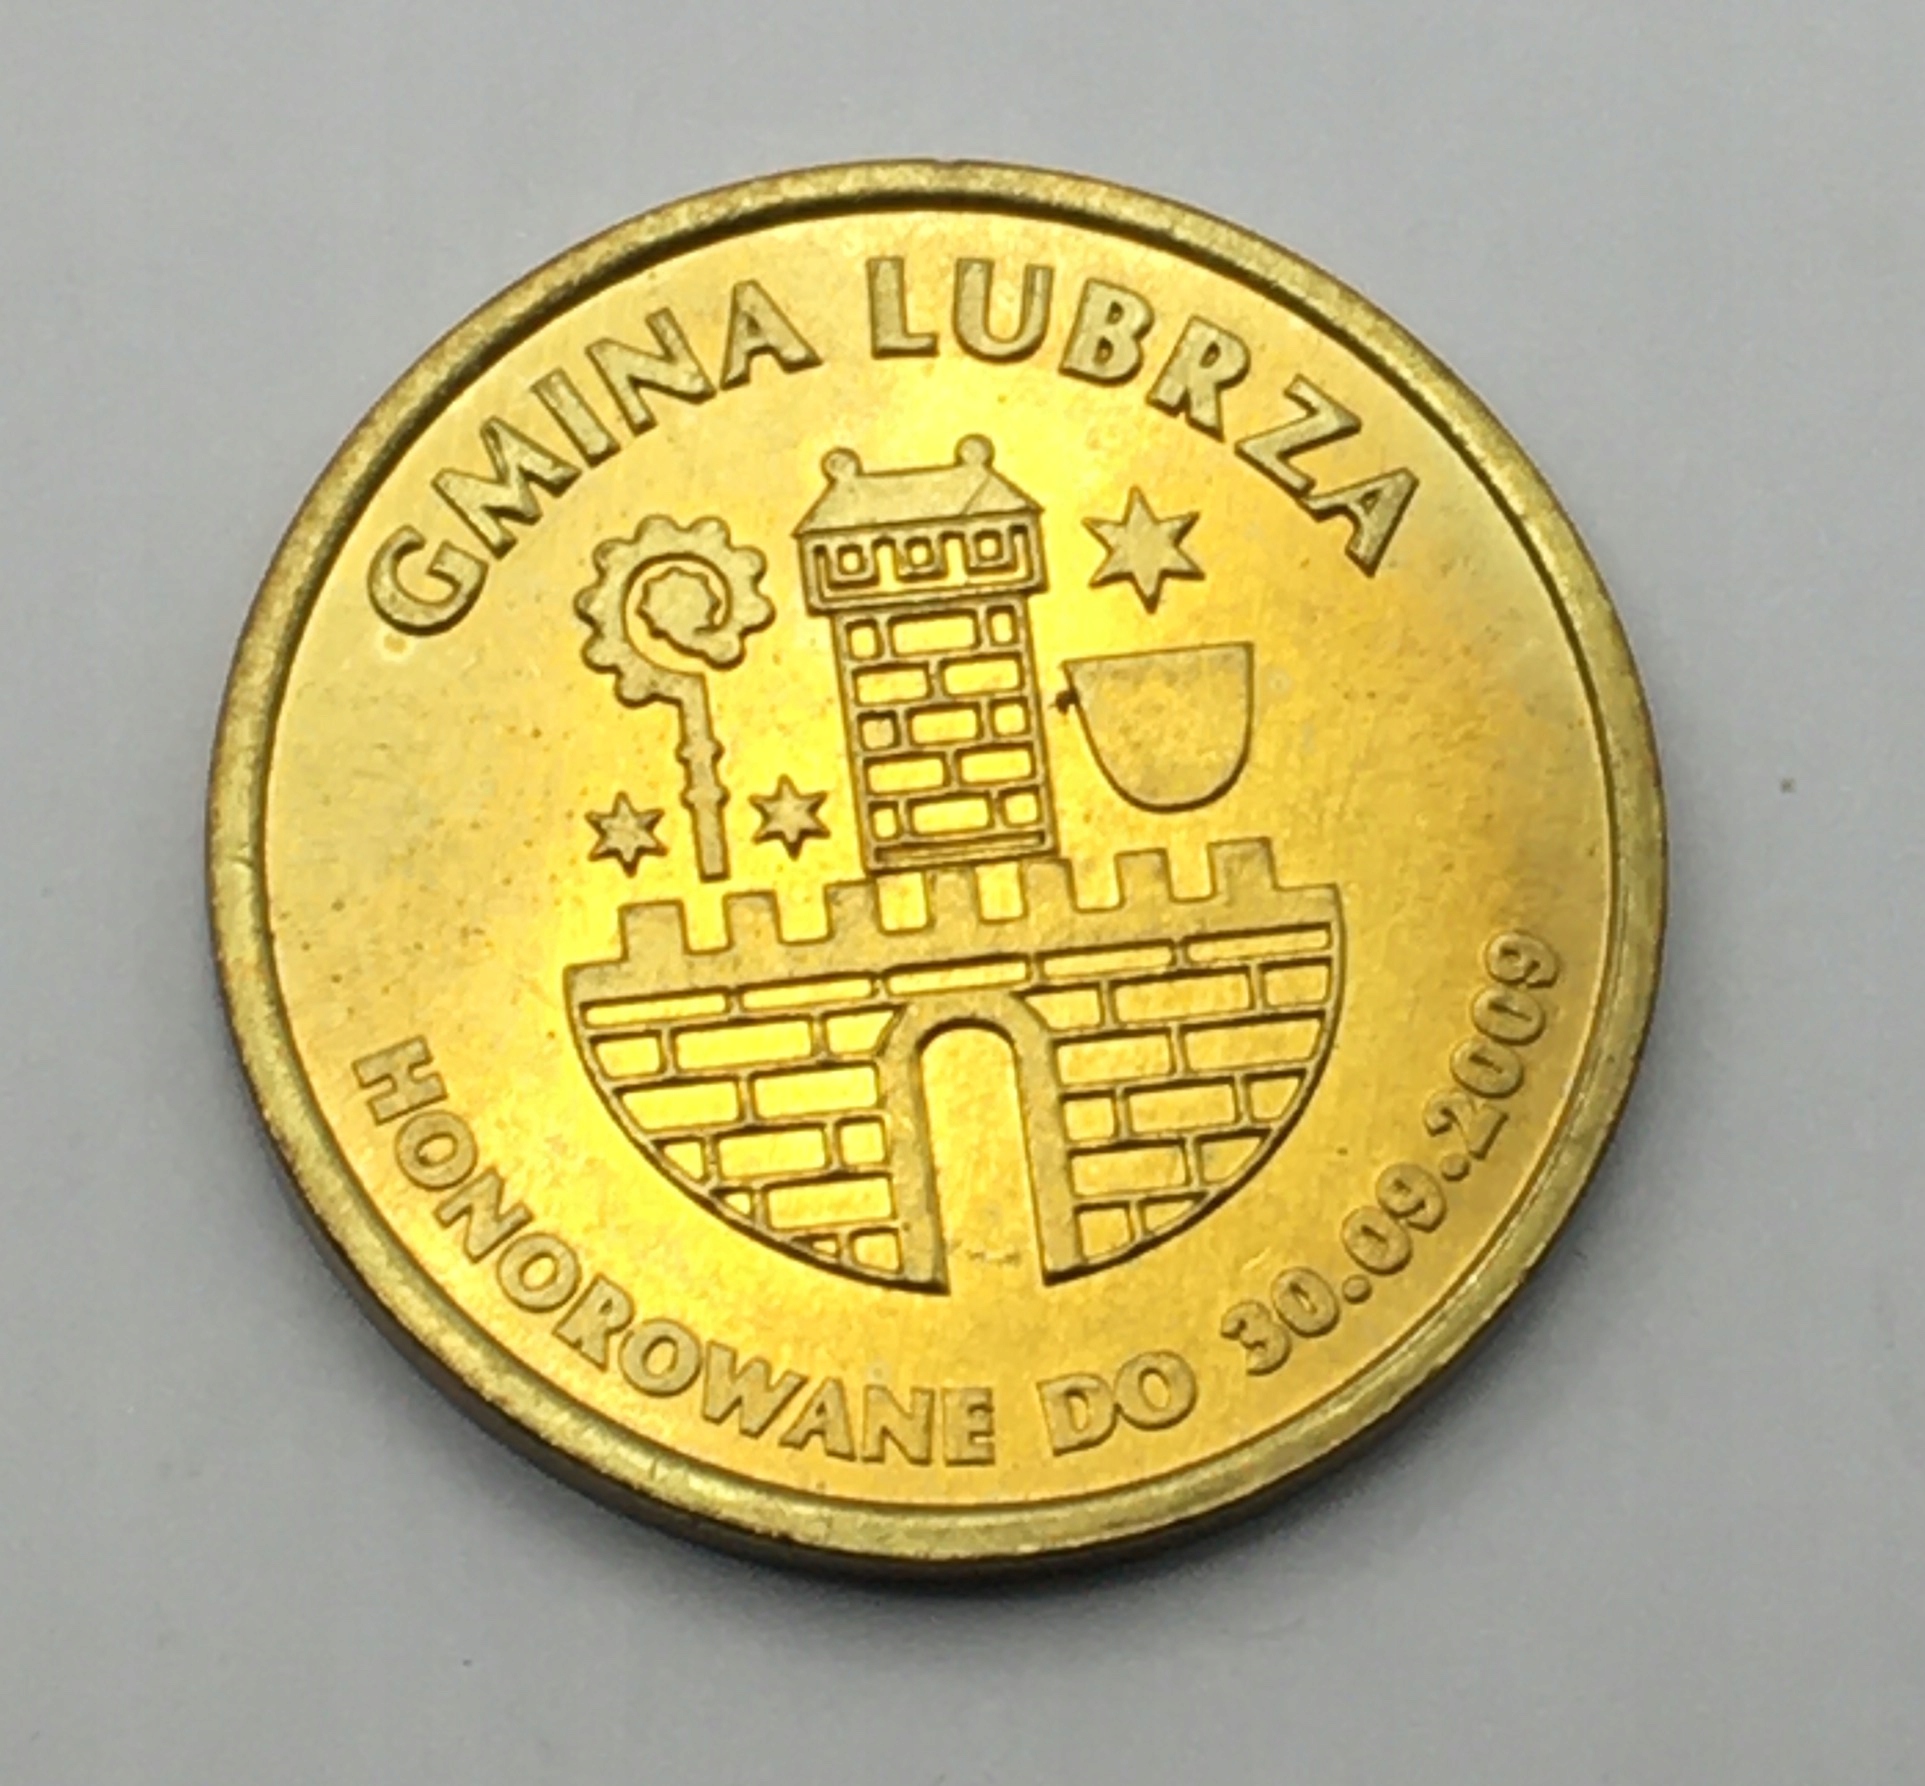 GMINA LUBRZA
HONOROWANE DO 30.09.2009